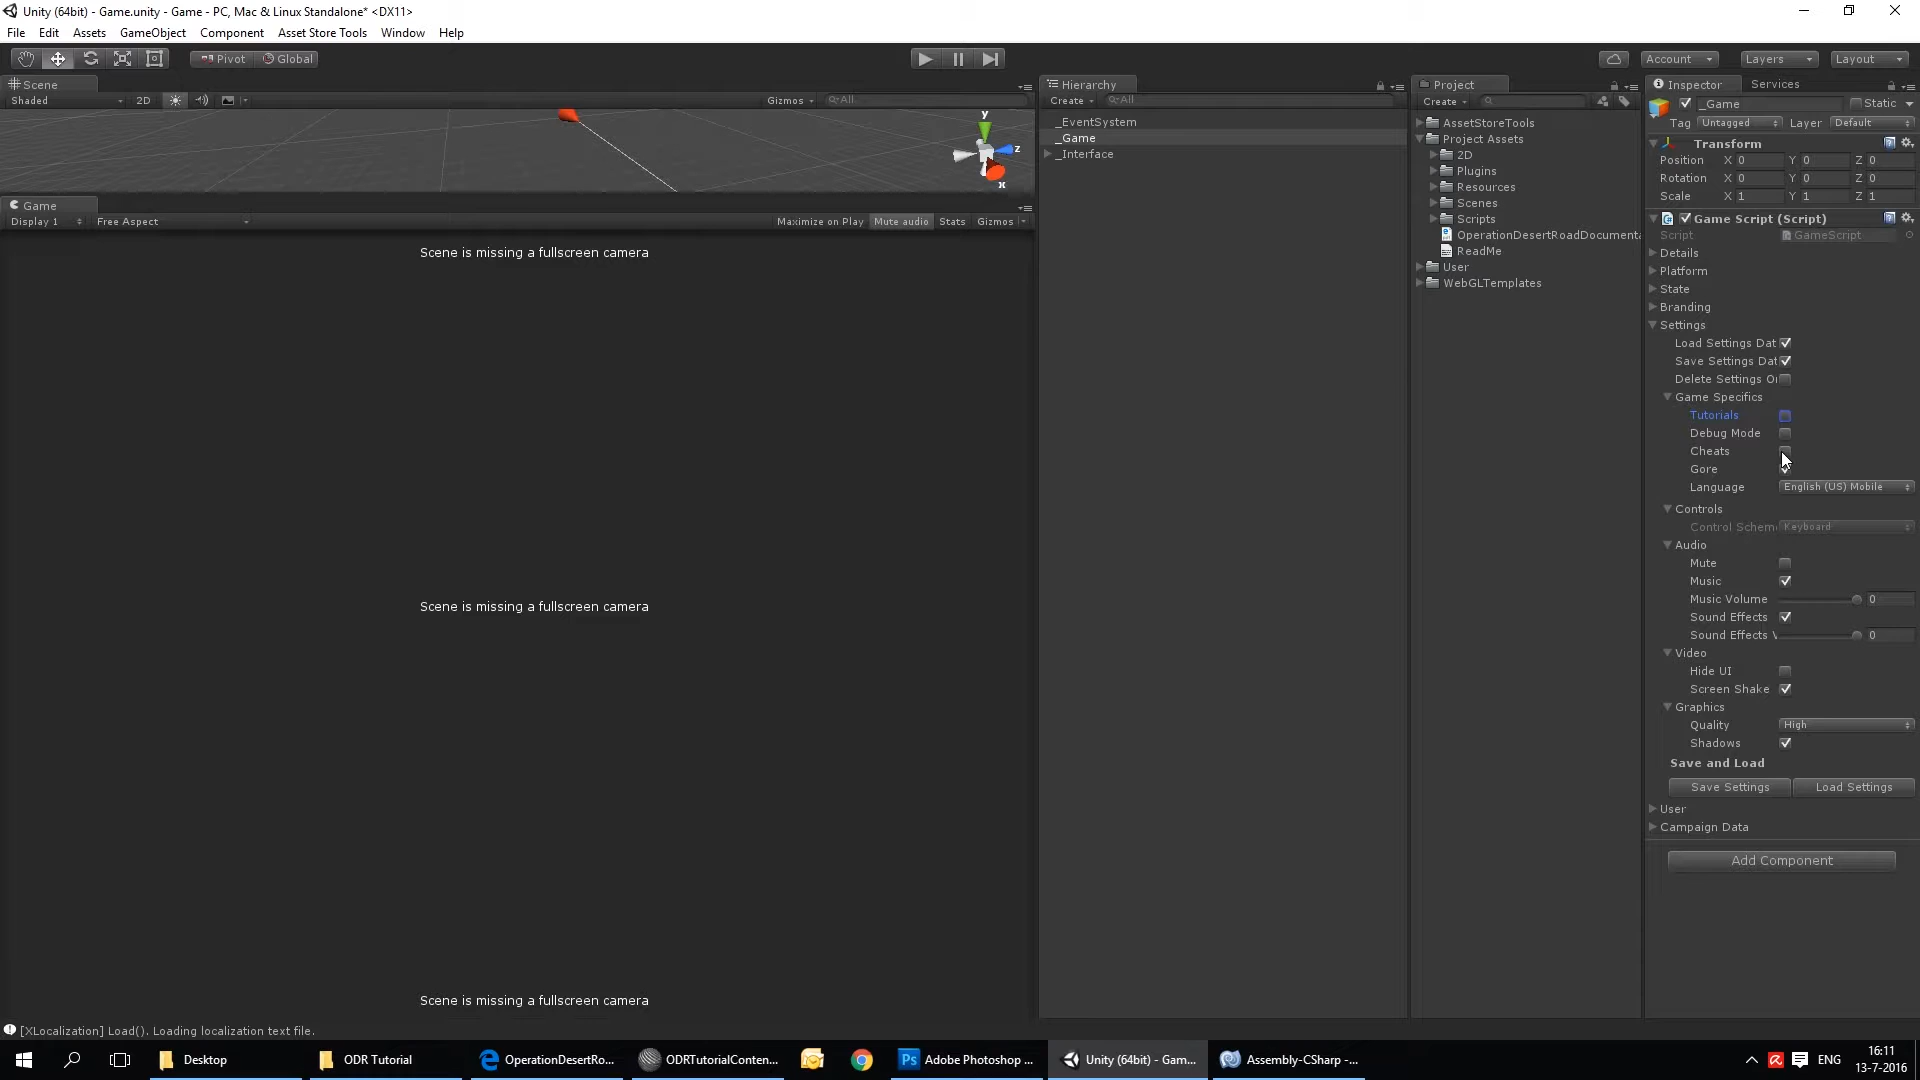 Unity (64bit) - Game.unity - Game - PC, Mac & Linux Standalone* <DX11>
File Edit Assets GameObject Component Asset Store Tools Window Help
Pivot Global Account Layers Layout
Scene
Shaded 2D Gizmos All
y
z
x
Game
Display 1 Free Aspect Maximize on Play Mute audio Stats Gizmos
Scene is missing a fullscreen camera
Scene is missing a fullscreen camera
Scene is missing a fullscreen camera
Hierarchy
Create All
_EventSystem
_Game
_Interface
Project
Create
AssetStoreTools
Project Assets
2D
Plugins
Resources
Scenes
Scripts
OperationDesertRoadDocumenta
ReadMe
User
WebGLTemplates
Inspector Services
_Game Static
Tag Untagged Layer Default
Transform
Position X 0 Y 0 Z 0
Rotation X 0 Y 0 Z 0
Scale X 1 Y 1 Z 1
Game Script (Script)
Script GameScript
Details
Platform
State
Branding
Settings
Load Settings Dat
Save Settings Dat
Delete Settings O
Game Specifics
Tutorials
Debug Mode
Cheats
Gore
Language English (US) Mobile
Controls
Control Schem Keyboard
Audio
Mute
Music
Music Volume 0
Sound Effects
Sound Effects V 0
Video
Hide UI
Screen Shake
Graphics
Quality High
Shadows
Save and Load
Save Settings Load Settings
User
Campaign Data
Add Component
[XLocalization] Load(). Loading localization text file.
Desktop ODR Tutorial OperationDesertRo... ODRTutorialConten... Ps Adobe Photoshop ... Unity (64bit) - Gam... Assembly-CSharp -... ENG
16:11
13-7-2016